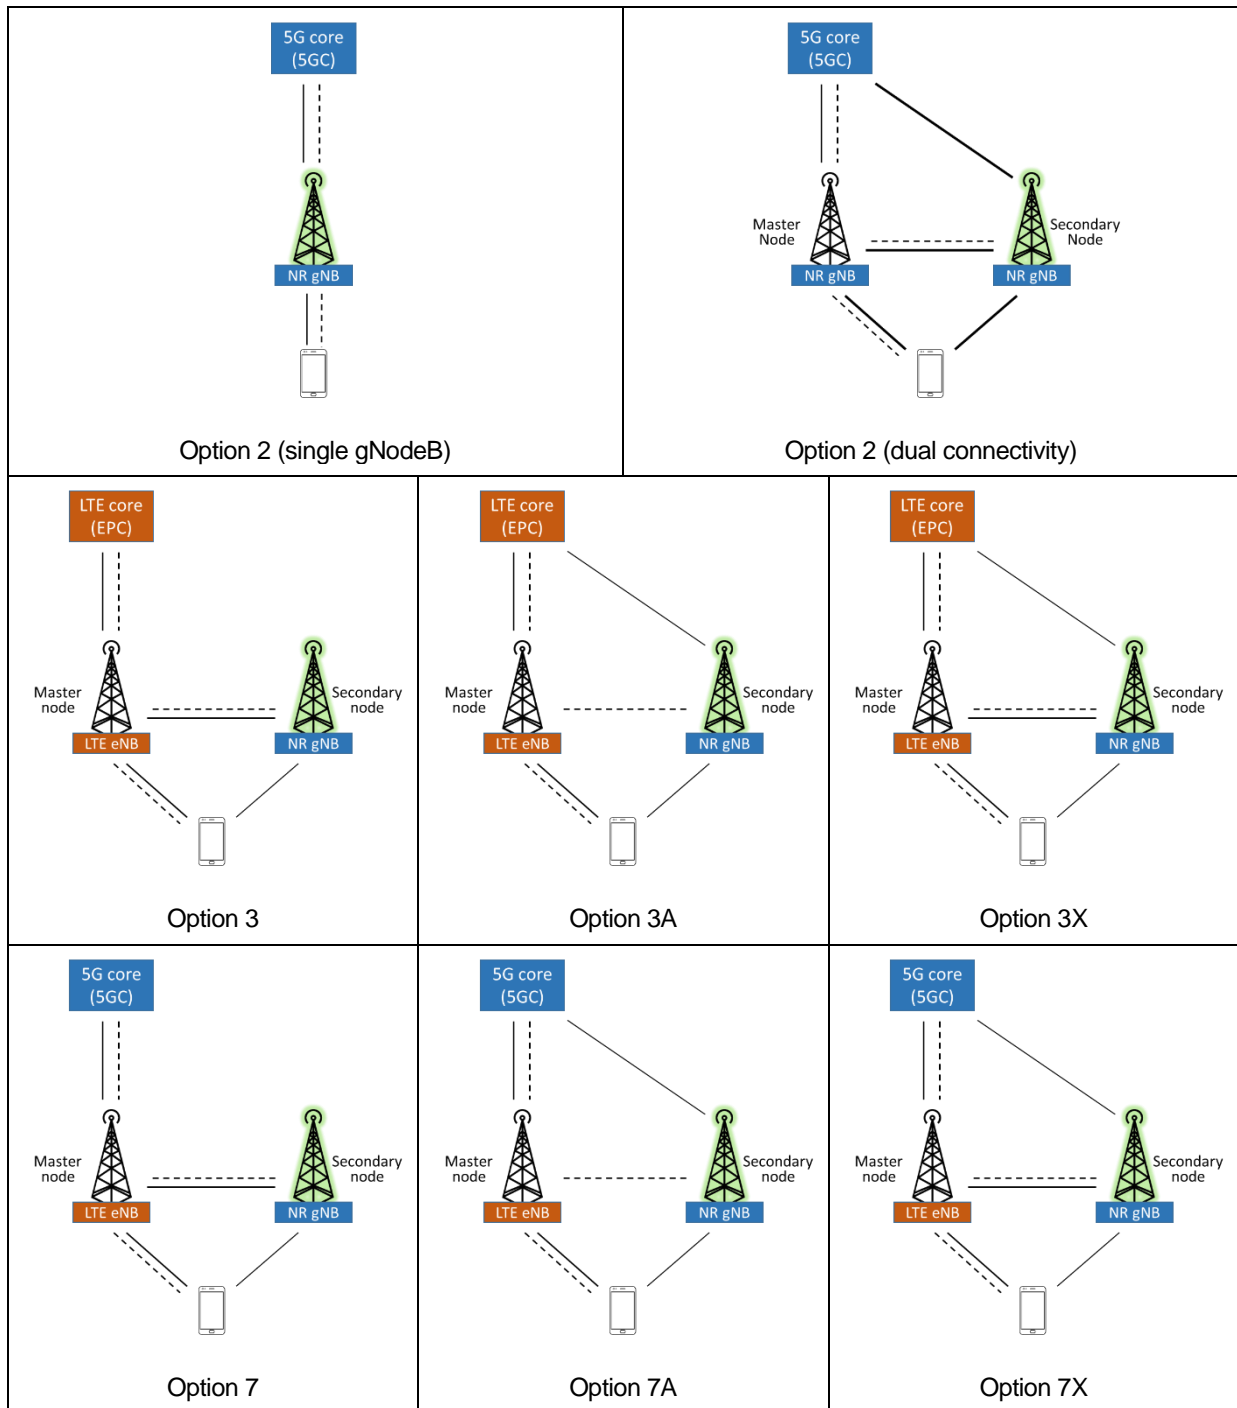 5G core
(5GC)
NR gNB
Option 2 (single gNodeB)
5G core
(5GC)
Master
Node
Secondary
Node
NR gNB
NR gNB
Option 2 (dual connectivity)
LTE core
(EPC)
Master
node
Secondary
node
LTE eNB
NR gNB
Option 3
LTE core
(EPC)
Master
node
Secondary
node
LTE eNB
NR gNB
Option 3A
LTE core
(EPC)
Master
node
Secondary
node
LTE eNB
NR gNB
Option 3X
5G core
(5GC)
Master
node
Secondary
node
LTE eNB
NR gNB
Option 7
5G core
(5GC)
Master
node
Secondary
node
LTE eNB
NR gNB
Option 7A
5G core
(5GC)
Master
node
Secondary
node
LTE eNB
NR gNB
Option 7X